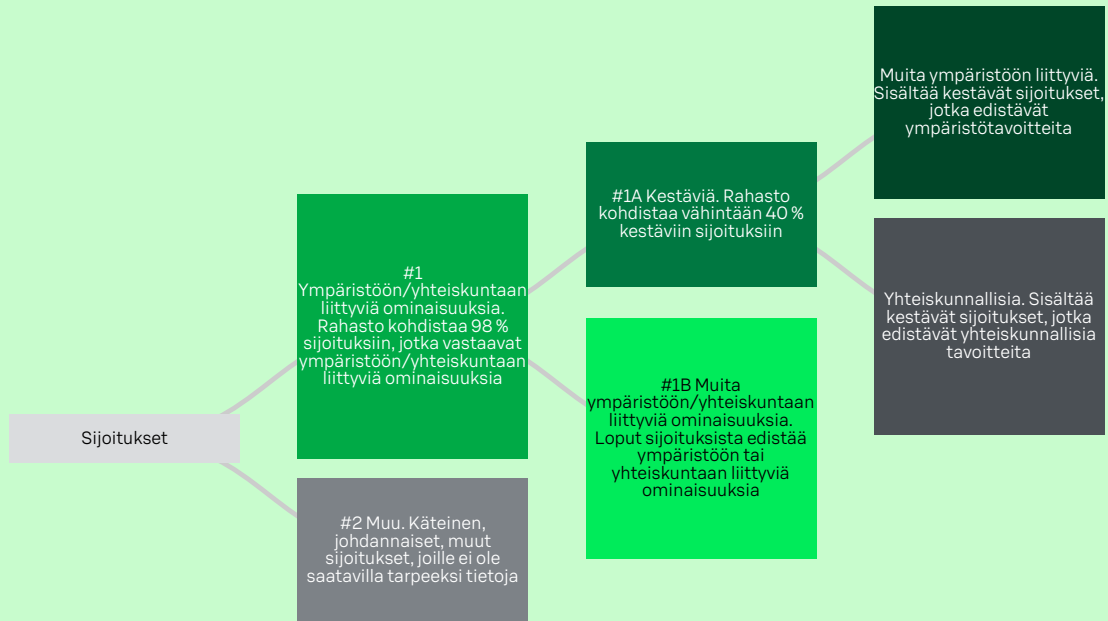 Sijoitukset
#1
Ympäristöön/yhteiskuntaan
liittyviä ominaisuuksia.
Rahasto kohdistaa 98 %
sijoituksiin, jotka vastaavat
ympäristöön/yhteiskuntaan
liittyviä ominaisuuksia
#2 Muu. Käteinen,
johdannaiset, muut
sijoitukset, joille ei ole
saatavilla tarpeeksi tietoja
#1A Kestäviä. Rahasto
kohdistaa vähintään 40 %
kestäviin sijoituksiin
#1B Muita
ympäristöön/yhteiskuntaan
liittyviä ominaisuuksia.
Loput sijoituksista edistää
ympäristöön tai
yhteiskuntaan liittyviä
ominaisuuksia
Muita ympäristöön liittyviä.
Sisältää kestävät sijoitukset,
jotka edistävät
ympäristötavoitteita
Yhteiskunnallisia. Sisältää
kestävät sijoitukset, jotka
edistävät yhteiskunnallisia
tavoitteita